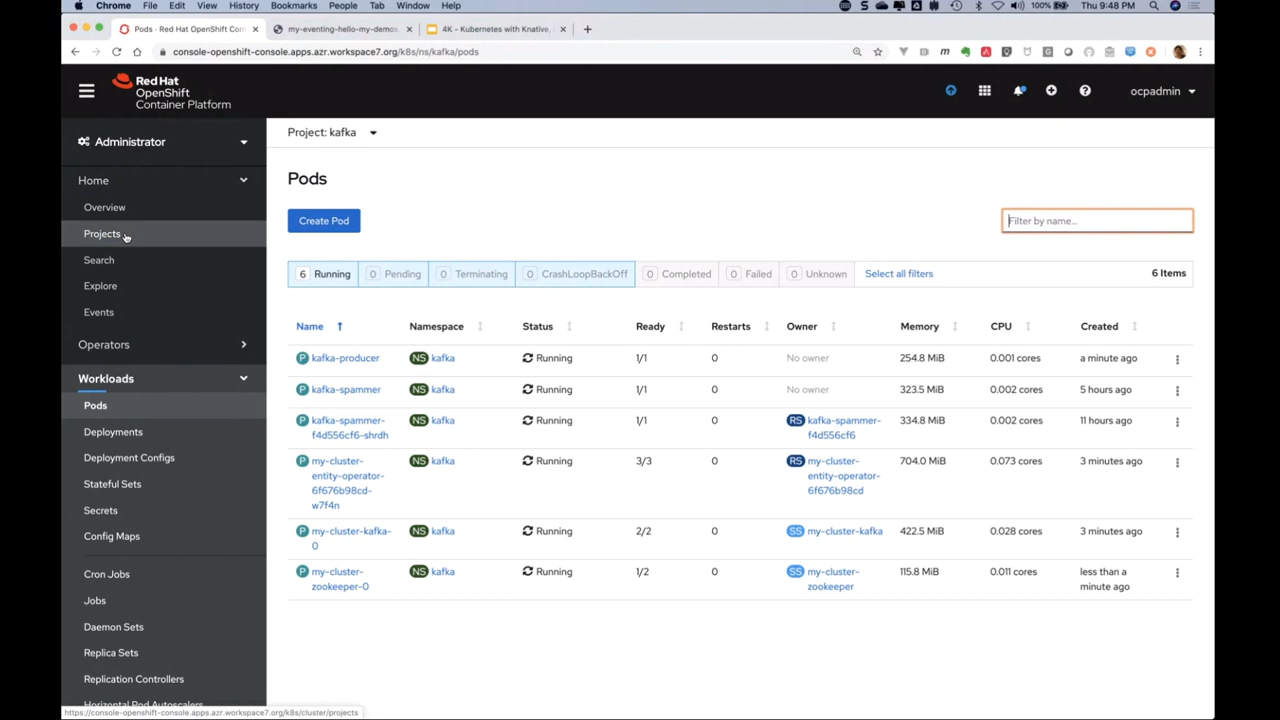 Chrome File Edit View History Bookmarks People Tab Window Help 100% Thu 9:48 PM
Pods · Red Hat OpenShift Con
my-eventing-hello-my-demos.
4K - Kubernetes with Knative,
console-openshift-console.apps.azr.workspace7.org/k8s/ns/kafka/pods
Red Hat
OpenShift
Container Platform
ocpadmin
Administrator
Home
Overview
Projects
Search
Explore
Events
Operators
Workloads
Pods
Deployments
Deployment Configs
Stateful Sets
Secrets
Config Maps
Cron Jobs
Jobs
Daemon Sets
Replica Sets
Replication Controllers
Horizontal Pod Autoscalers
https://console-openshift-console.apps.azr.workspace7.org/k8s/cluster/projects
Project: kafka
Pods
Create Pod
Filter by name...
6 Running 0 Pending 0 Terminating 0 CrashLoopBackOff 0 Completed 0 Failed 0 Unknown Select all filters 6 Items
Name Namespace Status Ready Restarts Owner Memory CPU Created
P kafka-producer NS kafka Running 1/1 0 No owner 254.8 MiB 0.001 cores a minute ago
P kafka-spammer NS kafka Running 1/1 0 No owner 323.5 MiB 0.002 cores 5 hours ago
P kafka-spammer- NS kafka Running 1/1 0 RS kafka-spammer- 334.8 MiB 0.002 cores 11 hours ago
f4d556cf6-shrdh f4d556cf6
P my-cluster- NS kafka Running 3/3 0 RS my-cluster- 704.0 MiB 0.073 cores 3 minutes ago
entity-operator- entity-operator-
6f676b98cd- 6f676b98cd
w7f4n
P my-cluster-kafka- NS kafka Running 2/2 0 SS my-cluster-kafka 422.5 MiB 0.028 cores 3 minutes ago
0
P my-cluster- NS kafka Running 1/2 0 SS my-cluster- 115.8 MiB 0.011 cores less than a
zookeeper-0 zookeeper minute ago